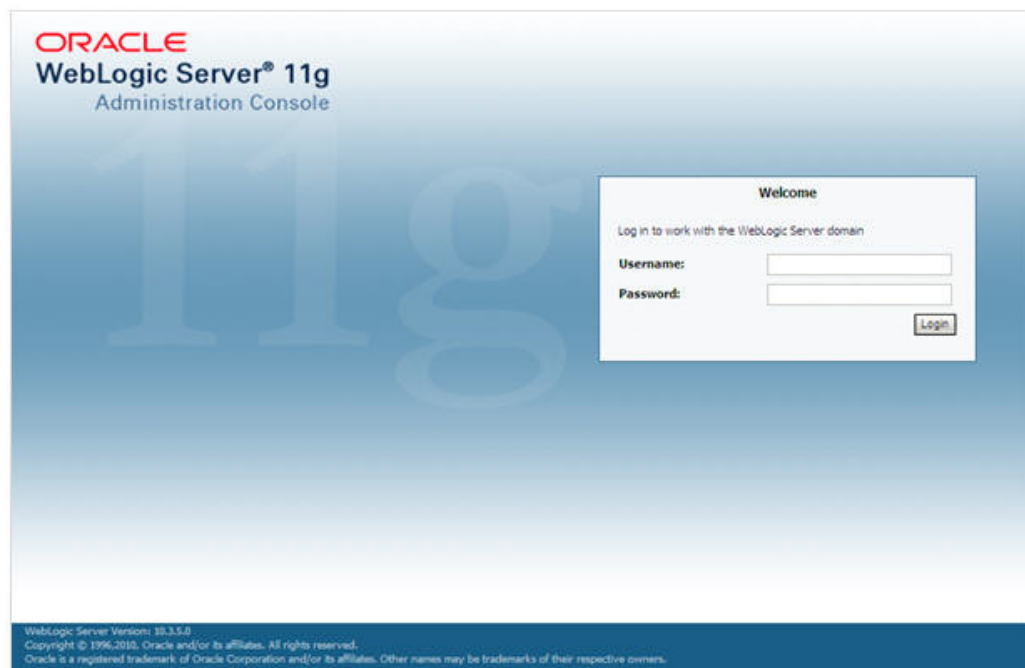 ORACLE
WebLogic Server® 11g
Administration Console
11g
Welcome
Log in to work with the WebLogic Server domain
Username:
Password:
Login
WebLogic Server Version: 10.3.5.0
Copyright © 1996,2010, Oracle and/or its affiliates. All rights reserved.
Oracle is a registered trademark of Oracle Corporation and/or its affiliates. Other names may be trademarks of their respective owners.